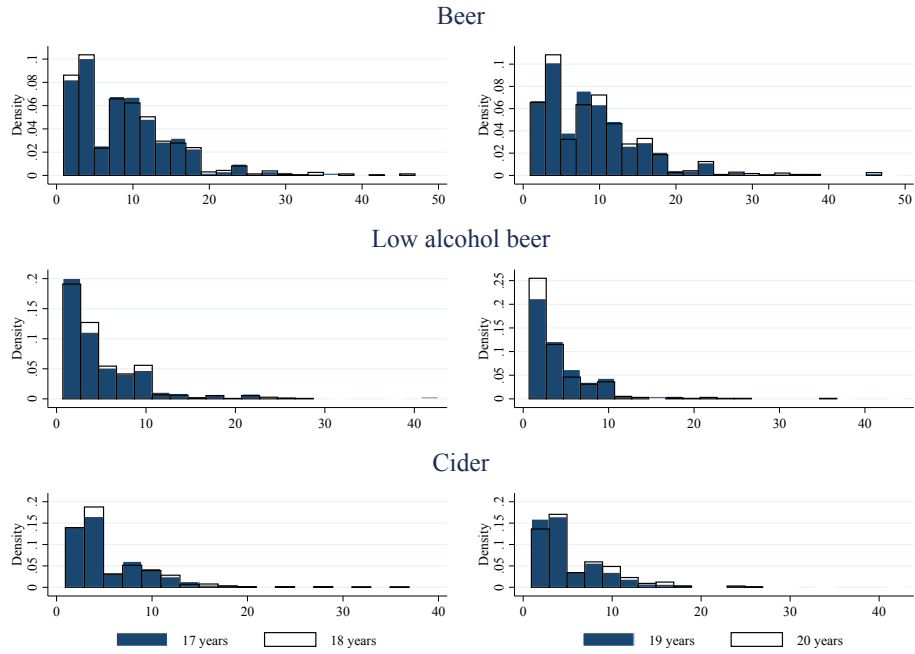 Beer
Density
0 .02 .04 .06 .08 .1
0 10 20 30 40 50
Density
0 .02 .04 .06 .08 .1
0 10 20 30 40 50
Low alcohol beer
Density
0 .05 .1 .15 .2
0 10 20 30 40
Density
0 .05 .1 .15 .2 .25
0 10 20 30 40
Cider
Density
0 .05 .1 .15 .2
0 10 20 30 40
Density
0 .05 .1 .15 .2
0 10 20 30 40
17 years 18 years
19 years 20 years